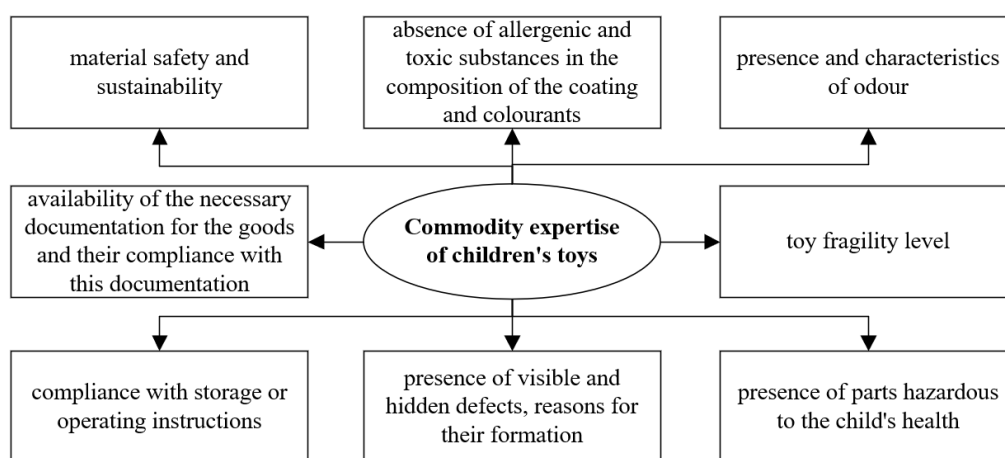 material safety and
sustainability
absence of allergenic and
toxic substances in the
composition of the coating
and colourants
presence and characteristics
of odour
availability of the necessary
documentation for the goods
and their compliance with
this documentation
Commodity expertise
of children's toys
toy fragility level
compliance with storage or
operating instructions
presence of visible and
hidden defects, reasons for
their formation
presence of parts hazardous
to the child's health